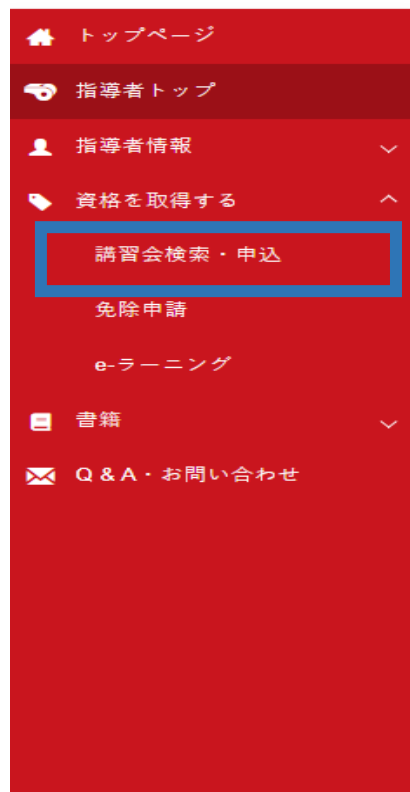 トップページ
指導者トップ
指導者情報
資格を取得する
講習会検索・申込
免除申請
e-ラーニング
書籍
Q & A・お問い合わせ